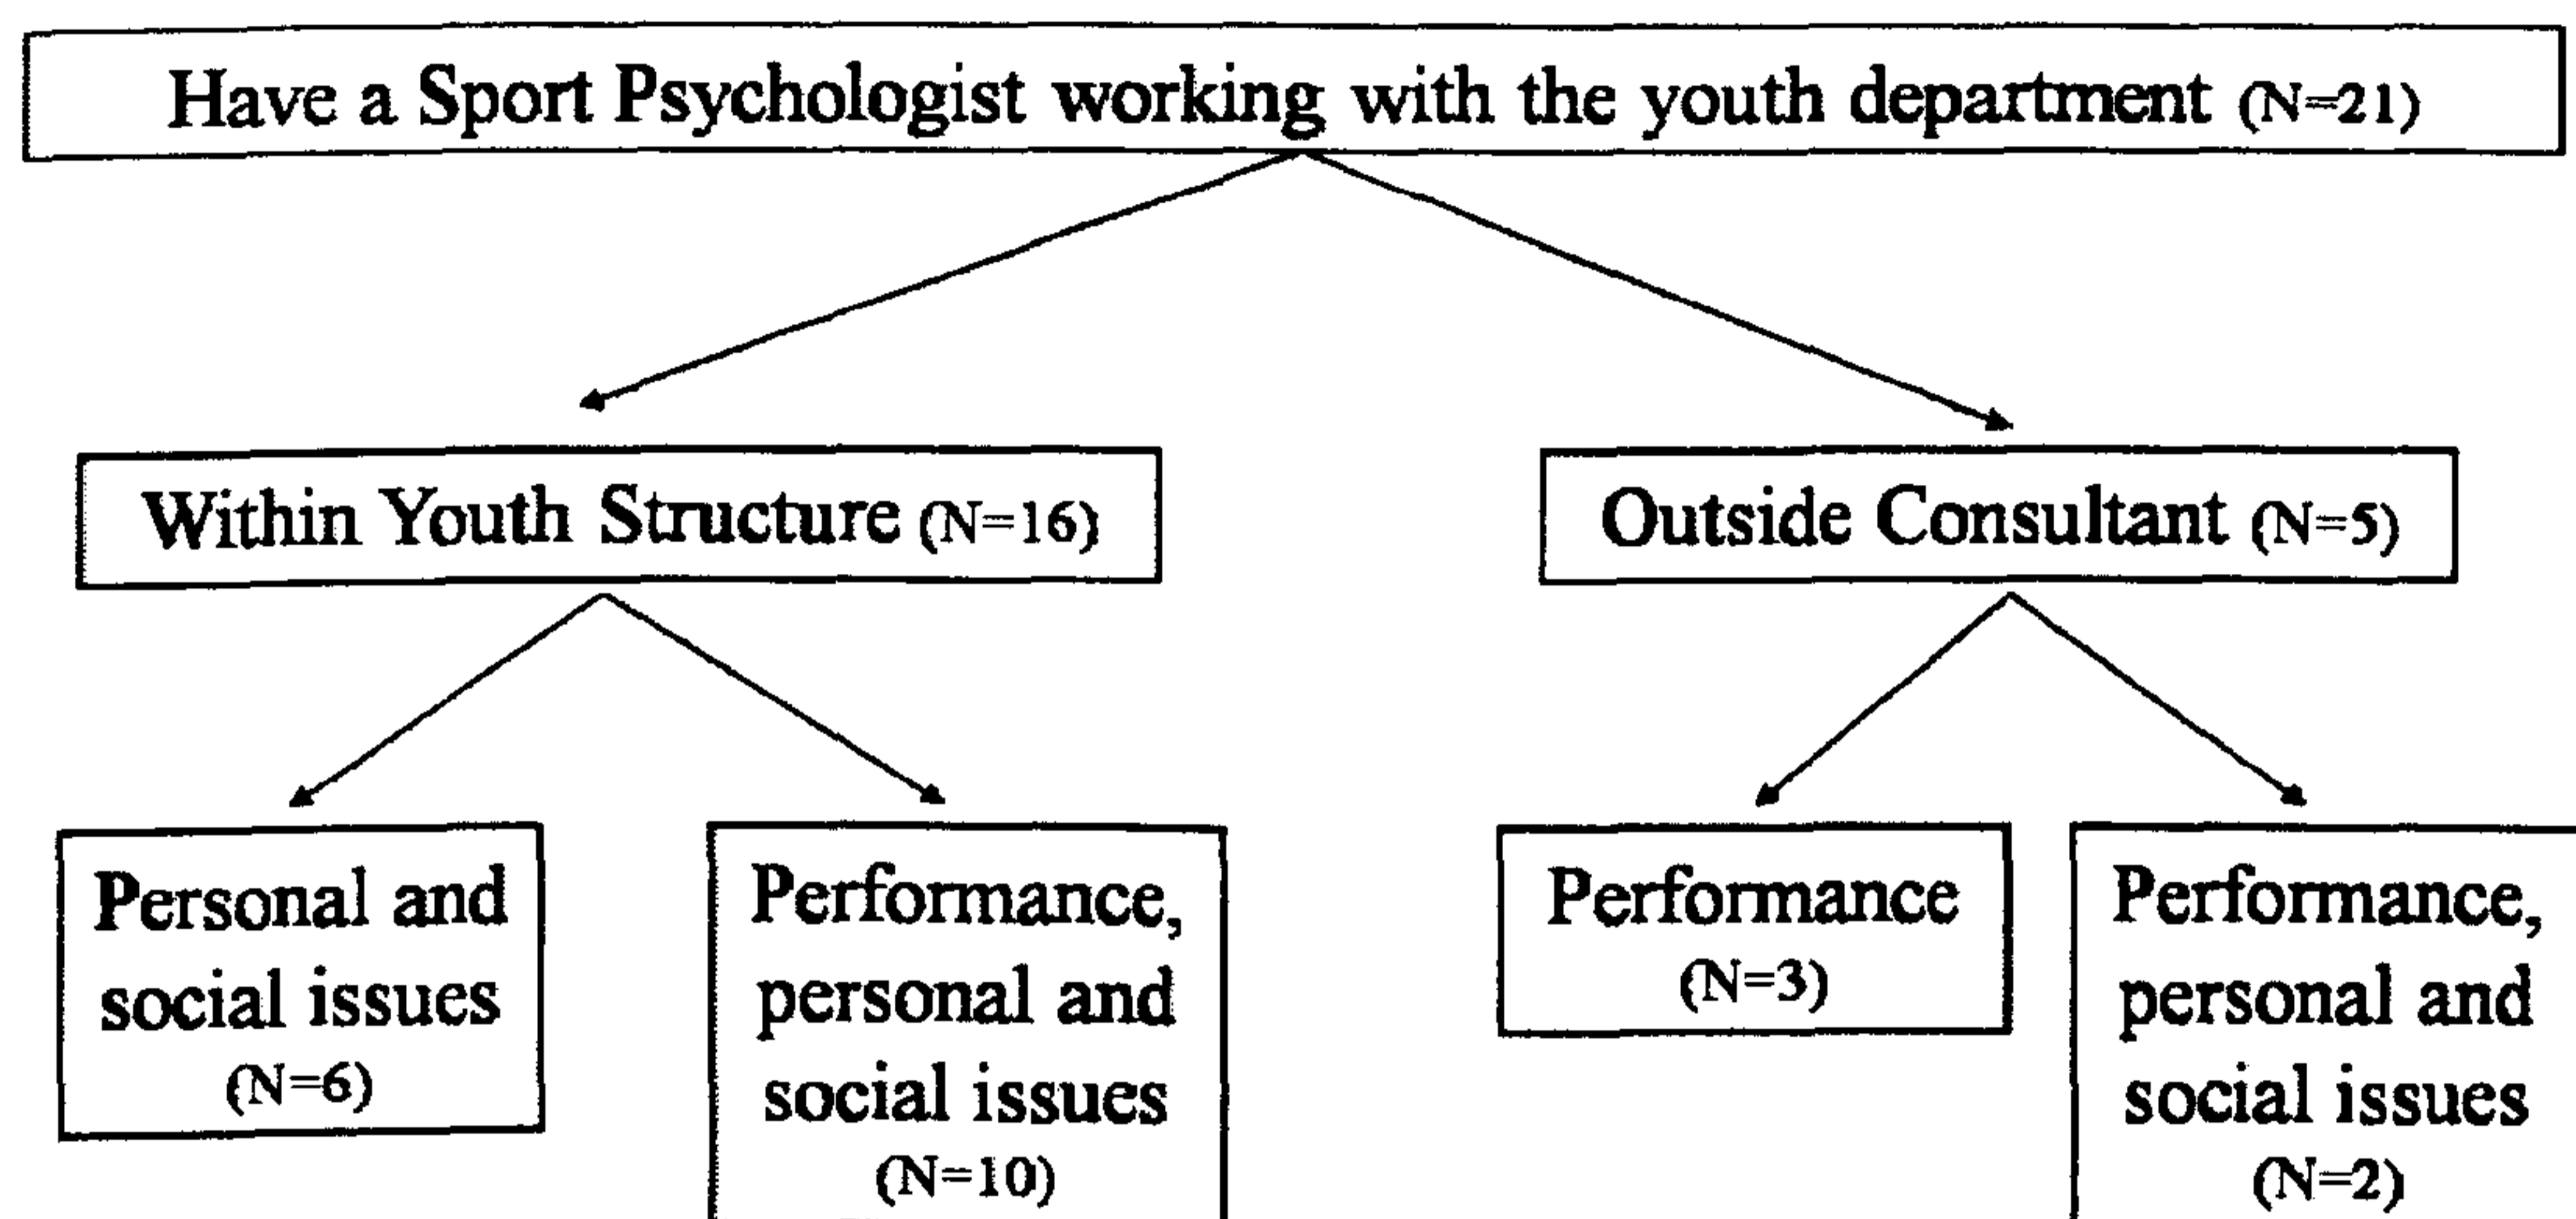 Have a Sport Psychologist working with the youth department (N=21)
Within Youth Structure (N=16)
Outside Consultant (N=5)
Personal and
social issues
(N=6)
Performance,
personal and
social issues
(N=10)
Performance
(N=3)
Performance,
personal and
social issues
(N=2)